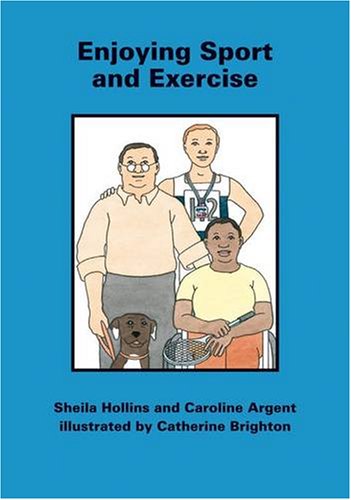 Enjoying Sport
and Exercise
142
Sheila Hollins and Caroline Argent
illustrated by Catherine Brighton